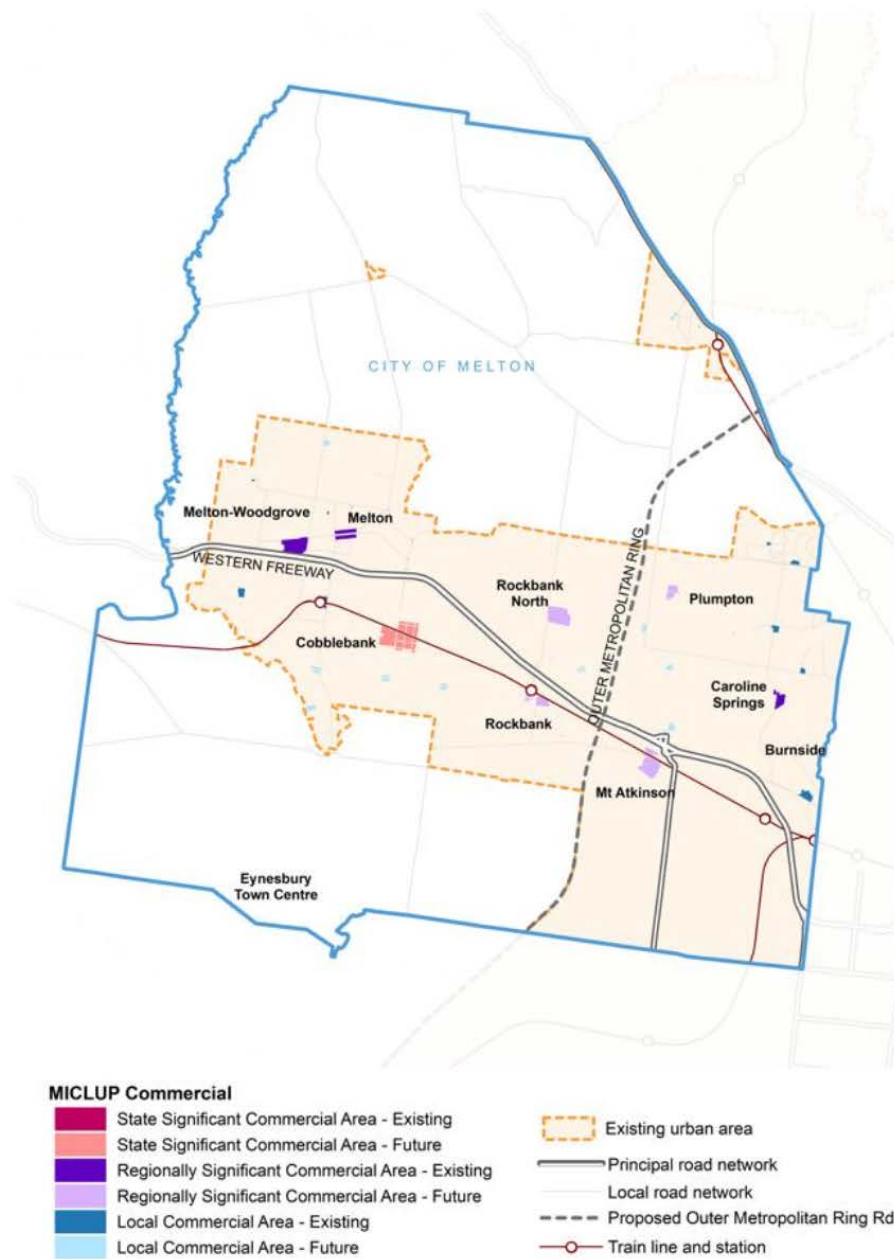 CITY OF MELTON
Melton-Woodgrove
Melton
WESTERN FREEWAY
Rockbank
North
OUTER METROPOLITAN RING
Plumpton
Cobblebank
Caroline
Springs
Rockbank
Burnside
Mt Atkinson
Eynesbury
Town Centre
MICLUP Commercial
State Significant Commercial Area - Existing
State Significant Commercial Area - Future
Regionally Significant Commercial Area - Existing
Regionally Significant Commercial Area - Future
Local Commercial Area - Existing
Local Commercial Area - Future
Existing urban area
Principal road network
Local road network
Proposed Outer Metropolitan Ring Rd
Train line and station